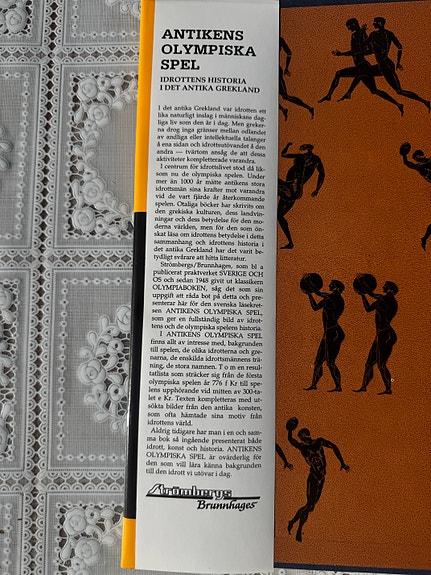 ANTIKENS
OLYMPISKA
SPEL
IDROTTENS HISTORIA
I DET ANTIKA GREKLAND
I det antika Grekland var idrotten ett
lika naturligt inslag i människans dag-
liga liv som den är i dag. Men greker-
na drog inga gränser mellan odlandet
av andliga eller intellektuella talanger
å ena sidan och idrottsutövandet å den
andra — tvärtom ansåg de att dessa
aktiviteter kompletterade varandra.
I centrum för idrottslivet stod då lik-
som nu de olympiska spelen. Under
mer än 1000 år mätte antikens stora
idrottsmän sina krafter mot varandra
vid de vart fjärde år återkommande
spelen. Otaliga böcker har skrivits om
den grekiska kulturen, dess landvin-
ningar och dess betydelse för den mo-
derna världen, men för den som öns-
kat läsa om idrottens betydelse i detta
sammanhang och idrottens historia i
det antika Grekland har det varit be-
tydligt svårare att hitta litteratur.
Strömbergs/Brunnhages, som bl a
publicerat praktverket SVERIGE OCH
OS och sedan 1948 givit ut klassikern
OLYMPIABOKEN, såg det som sin
uppgift att råda bot på detta och pre-
senterar här för den svenska läsekret-
sen ANTIKENS OLYMPISKA SPEL,
som ger en fullständig bild av idrot-
tens och de olympiska spelens historia.
I ANTIKENS OLYMPISKA SPEL
finns allt av intresse med, bakgrunden
till spelen, de olika idrotterna och gre-
narna, de enskilda idrottsmännens trä-
ning, de stora namnen. T o m en resul-
tatlista som sträcker sig från de första
olympiska spelen år 776 f Kr till spe-
lens upphörande vid mitten av 300-ta-
let e Kr. Texten kompletteras med ut-
sökta bilder från den antika konsten,
som ofta hämtade sina motiv från
idrottens värld.
Aldrig tidigare har man i en och sam-
ma bok så ingående presenterat både
idrott, konst och historia. ANTIKENS
OLYMPISKA SPEL är ovärderlig för
den som vill lära känna bakgrunden
till den idrott vi utövar i dag.
Strömbergs
Brunnhages